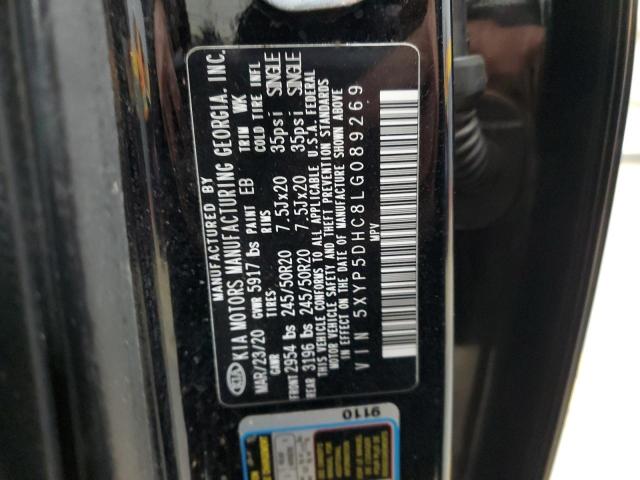 MANUFACTURED BY
KIA KIA MOTORS MANUFACTURING GEORGIA, INC.
MAR/23/20 GVWR 5917 lbs PAINT EB TRIM WK
GAWR TIRES RIMS COLD TIRE INFL
FRONT 2954 lbs 245/50R20 7.5Jx20 35psi SINGLE
REAR 3196 lbs 245/50R20 7.5Jx20 35psi SINGLE
THIS VEHICLE CONFORMS TO ALL APPLICABLE U.S.A. FEDERAL
MOTOR VEHICLE SAFETY AND THEFT PREVENTION STANDARDS
IN EFFECT ON THE DATE OF MANUFACTURE SHOWN ABOVE
VIN 5XYP5DHC8LG089269
MPV
9110